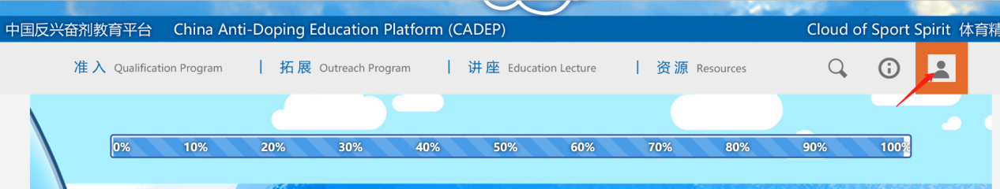 中国反兴奋剂教育平台 China Anti-Doping Education Platform (CADEP) Cloud of Sport Spirit 体育精
准入 Qualification Program | 拓展 Outreach Program | 讲座 Education Lecture | 资源 Resources
0% 10% 20% 30% 40% 50% 60% 70% 80% 90% 100%